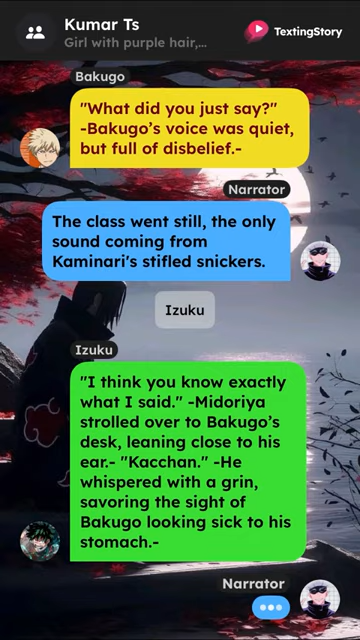 Kumar Ts
Girl with purple hair,...
TextingStory
Bakugo
"What did you just say?"
-Bakugo’s voice was quiet,
but full of disbelief.-
Narrator
The class went still, the only
sound coming from
Kaminari's stifled snickers.
Izuku
Izuku
"I think you know exactly
what I said." -Midoriya
strolled over to Bakugo’s
desk, leaning close to his
ear.- "Kacchan." -He
whispered with a grin,
savoring the sight of
Bakugo looking sick to his
stomach.-
Narrator